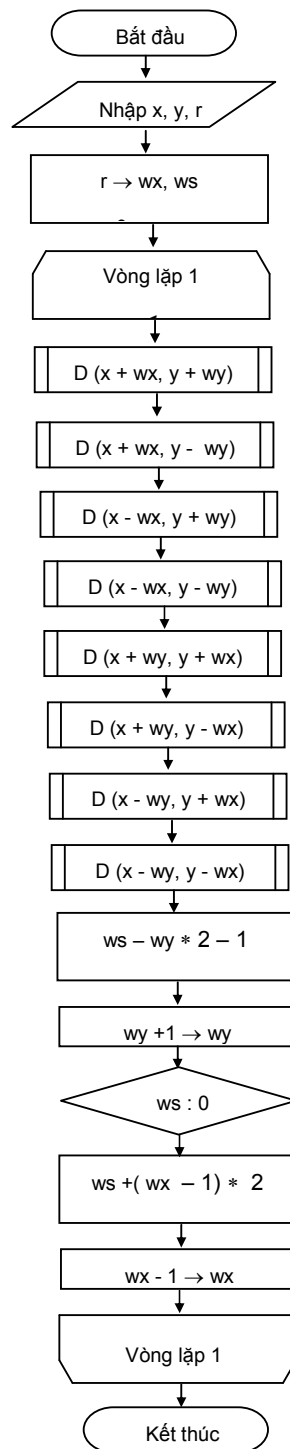 Bắt đầu
Nhập x, y, r
r → wx, ws
Vòng lặp 1
D (x + wx, y + wy)
D (x + wx, y - wy)
D (x - wx, y + wy)
D (x - wx, y - wy)
D (x + wy, y + wx)
D (x + wy, y - wx)
D (x - wy, y + wx)
D (x - wy, y - wx)
ws – wy * 2 – 1
wy +1 → wy
ws : 0
ws +( wx – 1) * 2
wx - 1 → wx
Vòng lặp 1
Kết thúc